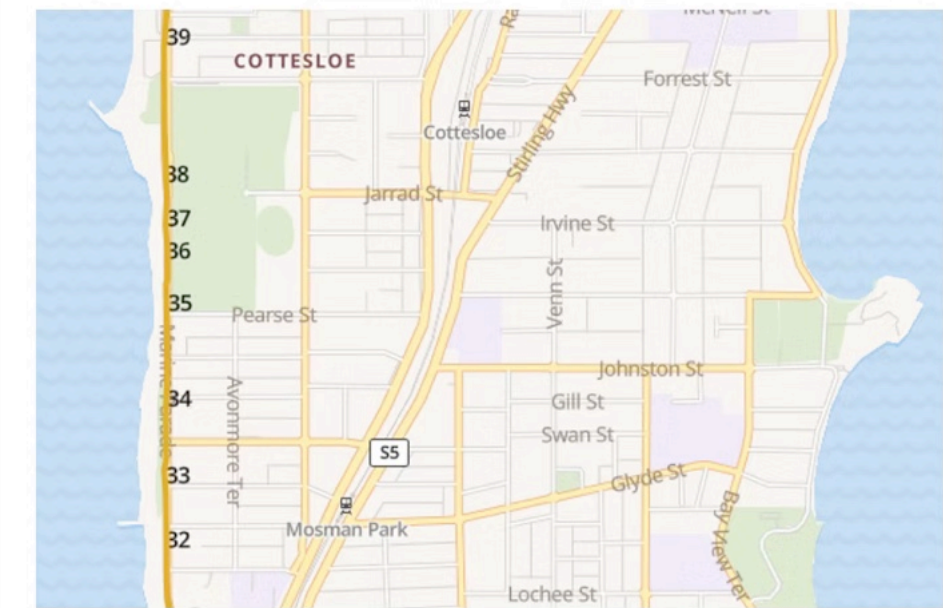 McNeil St
39
COTTESLOE
Forrest St
Cottesloe
Stirling Hwy
38
Jarrad St
37
Irvine St
36
Venn St
35
Pearse St
Marine Parade
Johnston St
Avonmore Ter
34
Gill St
Swan St
S5
33
Glyde St
Bay View Ter
Mosman Park
32
Lochee St